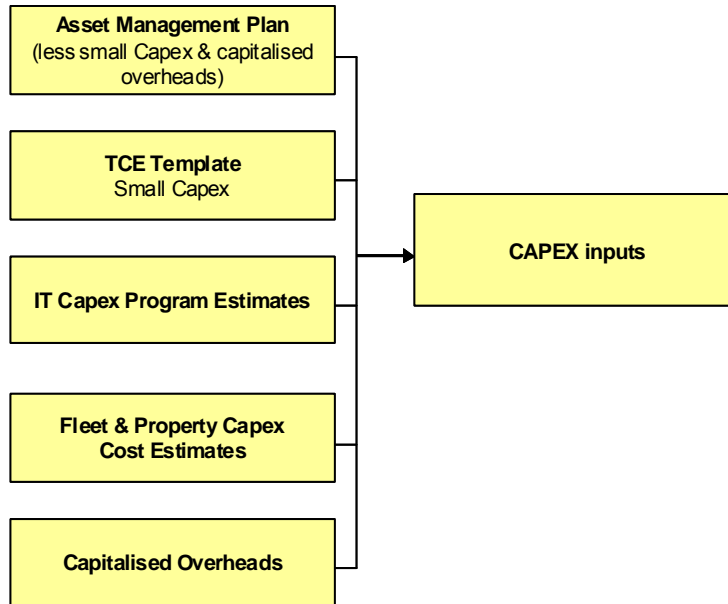 Asset Management Plan
(less small Capex & capitalised
overheads)
TCE Template
Small Capex
IT Capex Program Estimates
Fleet & Property Capex
Cost Estimates
Capitalised Overheads
CAPEX inputs